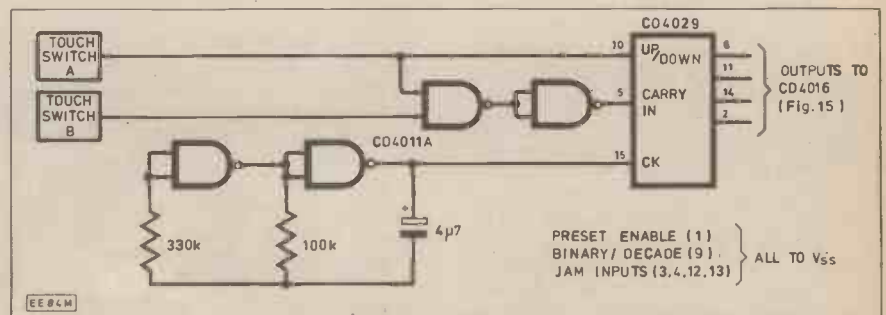 CO4029
TOUCH
SWITCH
A
TOUCH
SWITCH
B
10
UP/
DOWN
5
CARRY
IN
15
CK
6
11
14
2
OUTPUTS TO
CD4016
(Fig.15)
CO4011A
330k
100k
+
4μ7
PRESET ENABLE (1)
BINARY/DECADE (9)
JAM INPUTS (3,4,12,13)
ALL TO Vss
EE84M